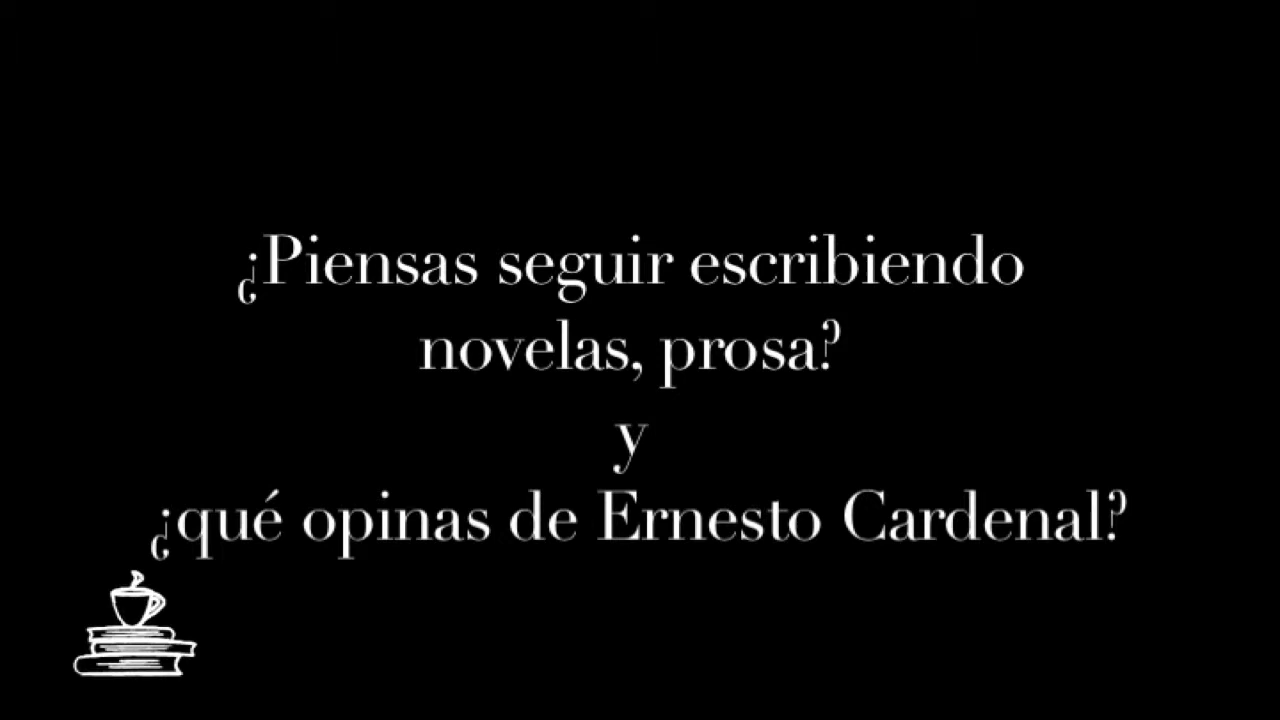 ¿Piensas seguir escribiendo
novelas, prosa?
y
¿qué opinas de Ernesto Cardenal?